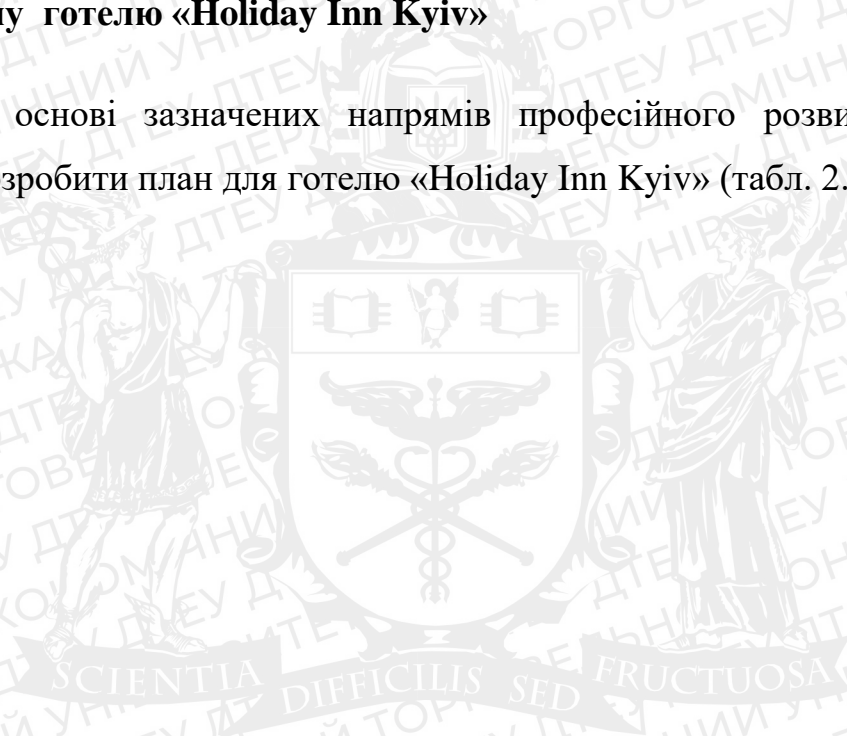 му готелю «Holiday Inn Kyiv»
основі зазначених напрямів професійного розви
зробити план для готелю «Holiday Inn Kyiv» (табл. 2.
SCIENTIA DIFFICILIS SED FRUCTUOSA